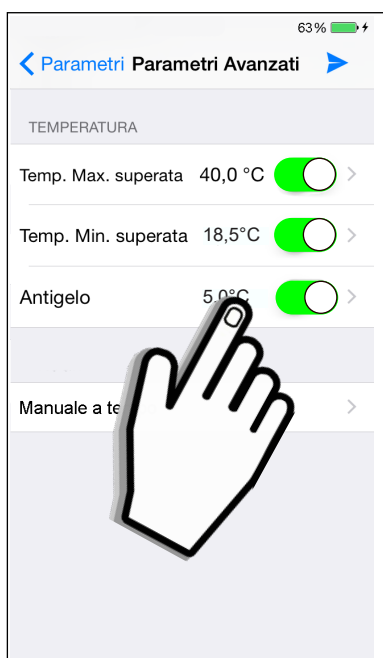 63%
Parametri Parametri Avanzati
TEMPERATURA
Temp. Max. superata 40,0 °C
Temp. Min. superata 18,5°C
Antigelo 5,0°C
Manuale a